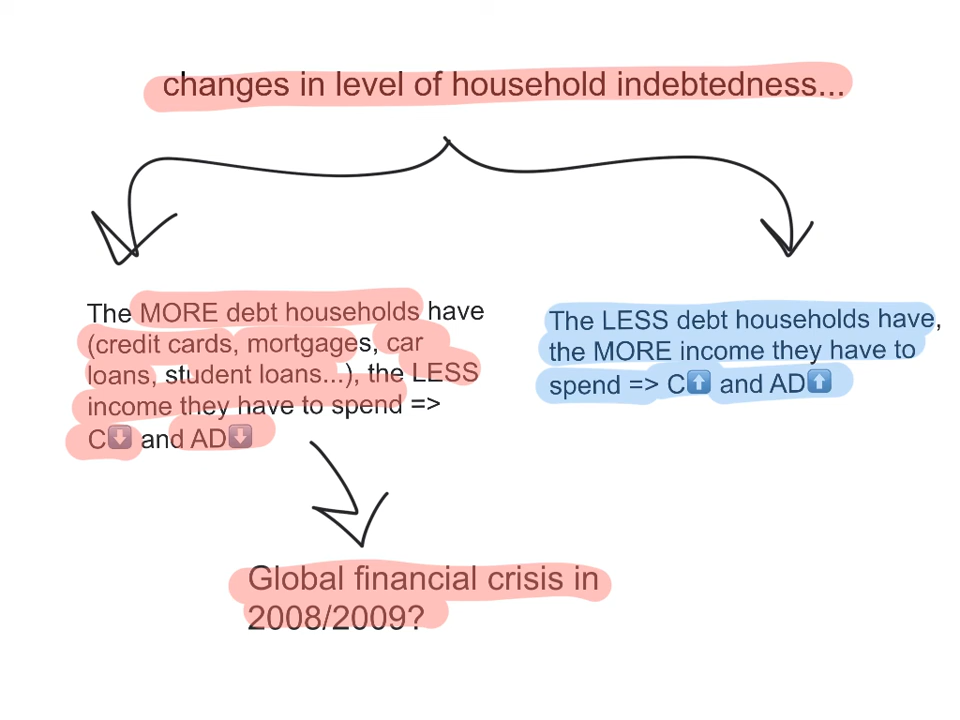 changes in level of household indebtedness...
The MORE debt households have
(credit cards, mortgages, car
loans, student loans...), the LESS
income they have to spend =>
C⬇️ and AD⬇️
The LESS debt households have,
the MORE income they have to
spend => C⬆️ and AD⬆️
Global financial crisis in
2008/2009?